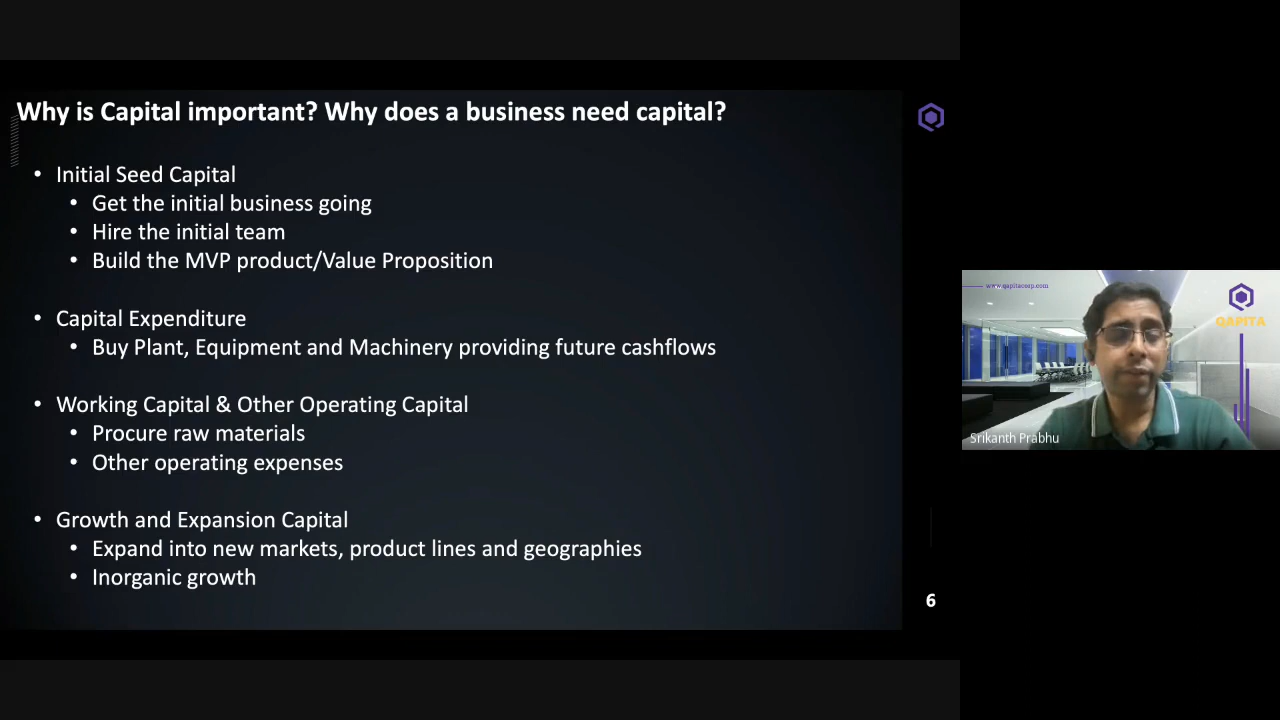 Why is Capital important? Why does a business need capital?
• Initial Seed Capital
• Get the initial business going
• Hire the initial team
• Build the MVP product/Value Proposition
• Capital Expenditure
• Buy Plant, Equipment and Machinery providing future cashflows
• Working Capital & Other Operating Capital
• Procure raw materials
• Other operating expenses
• Growth and Expansion Capital
• Expand into new markets, product lines and geographies
• Inorganic growth
6
www.qapitacorp.com
QAPITA
Srikanth Prabhu